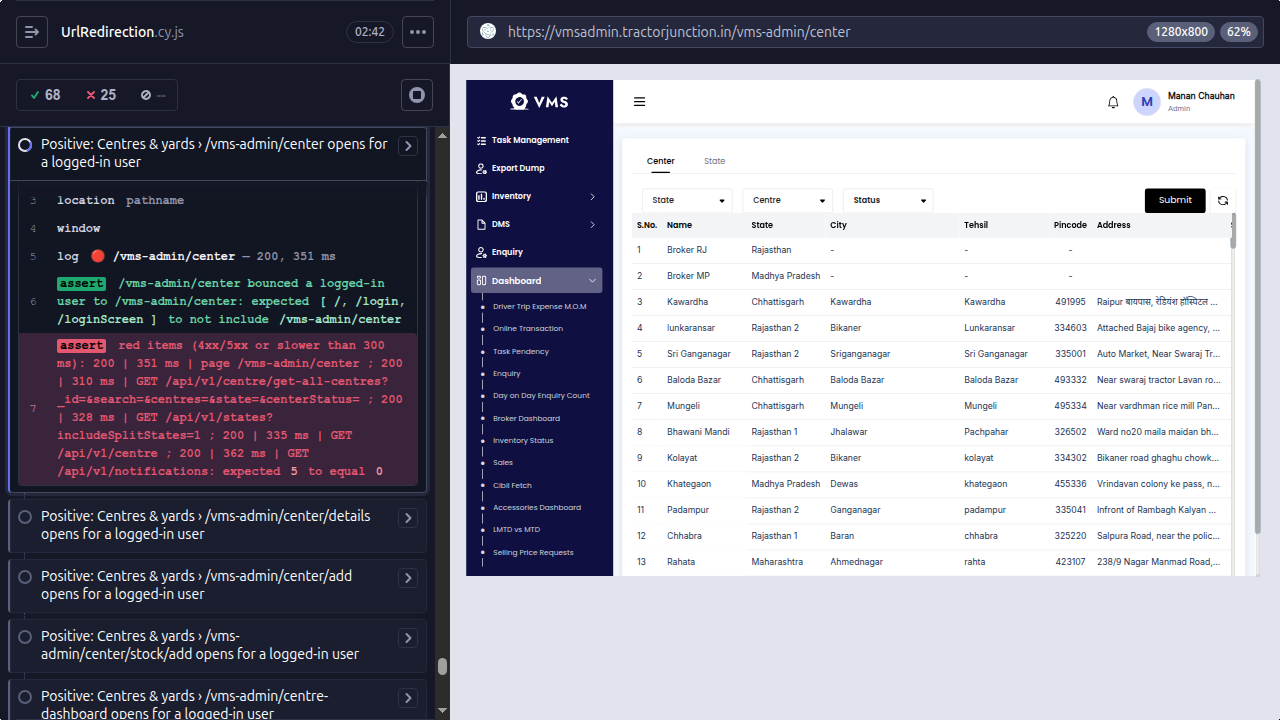 UrlRedirection.cy.js
02:42
https://vmsadmin.tractorjunction.in/vms-admin/center
1280x800
62%
68
25
--
Positive: Centres & yards › /vms-admin/center opens for
a logged-in user
3 location pathname
4 window
5 log 🔴 /vms-admin/center — 200, 351 ms
6 assert /vms-admin/center bounced a logged-in
user to /vms-admin/center: expected [ /, /login,
/loginScreen ] to not include /vms-admin/center
7 assert red items (4xx/5xx or slower than 300
ms): 200 | 351 ms | page /vms-admin/center ; 200
| 310 ms | GET /api/v1/centre/get-all-centres?
_id=&search=&centres=&state=&centerStatus= ; 200
| 328 ms | GET /api/v1/states?
includeSplitStates=1 ; 200 | 335 ms | GET
/api/v1/centre ; 200 | 362 ms | GET
/api/v1/notifications: expected 5 to equal 0
Positive: Centres & yards › /vms-admin/center/details
opens for a logged-in user
Positive: Centres & yards › /vms-admin/center/add
opens for a logged-in user
Positive: Centres & yards › /vms-
admin/center/stock/add opens for a logged-in user
Positive: Centres & yards › /vms-admin/centre-
dashboard opens for a logged-in user
VMS
Task Management
Export Dump
Inventory
DMS
Enquiry
Dashboard
Driver Trip Expense M.O.M
Online Transaction
Task Pendency
Enquiry
Day on Day Enquiry Count
Broker Dashboard
Inventory Status
Sales
Cibil Fetch
Accessories Dashboard
LMTD vs MTD
Selling Price Requests
M
Manan Chauhan
Admin
Center State
State Centre Status Submit
S.No. Name State City Tehsil Pincode Address
1 Broker RJ Rajasthan - - -
2 Broker MP Madhya Pradesh - - -
3 Kawardha Chhattisgarh Kawardha Kawardha 491995 Raipur बायपास, रेडियंश हॉस्पिटल ...
4 lunkaransar Rajasthan 2 Bikaner Lunkaransar 334603 Attached Bajaj bike agency, ...
5 Sri Ganganagar Rajasthan 2 Sriganganagar Sri Ganganagar 335001 Auto Market, Near Swaraj Tr...
6 Baloda Bazar Chhattisgarh Baloda Bazar Baloda Bazar 493332 Near swaraj tractor Lavan ro...
7 Mungeli Chhattisgarh Mungeli Mungeli 495334 Near vardhman rice mill Pan...
8 Bhawani Mandi Rajasthan 1 Jhalawar Pachpahar 326502 Ward no20 maila maidan bh...
9 Kolayat Rajasthan 2 Bikaner kolayat 334302 Bikaner road ghaghu chowk...
10 Khategaon Madhya Pradesh Dewas khategaon 455336 Vrindavan colony ke pass, n...
11 Padampur Rajasthan 2 Ganganagar padampur 335041 Infront of Rambagh Kalyan ...
12 Chhabra Rajasthan 1 Baran chhabra 325220 Salpura Road, near the polic...
13 Rahata Maharashtra Ahmednagar rahta 423107 238/9 Nagar Manmad Road,...